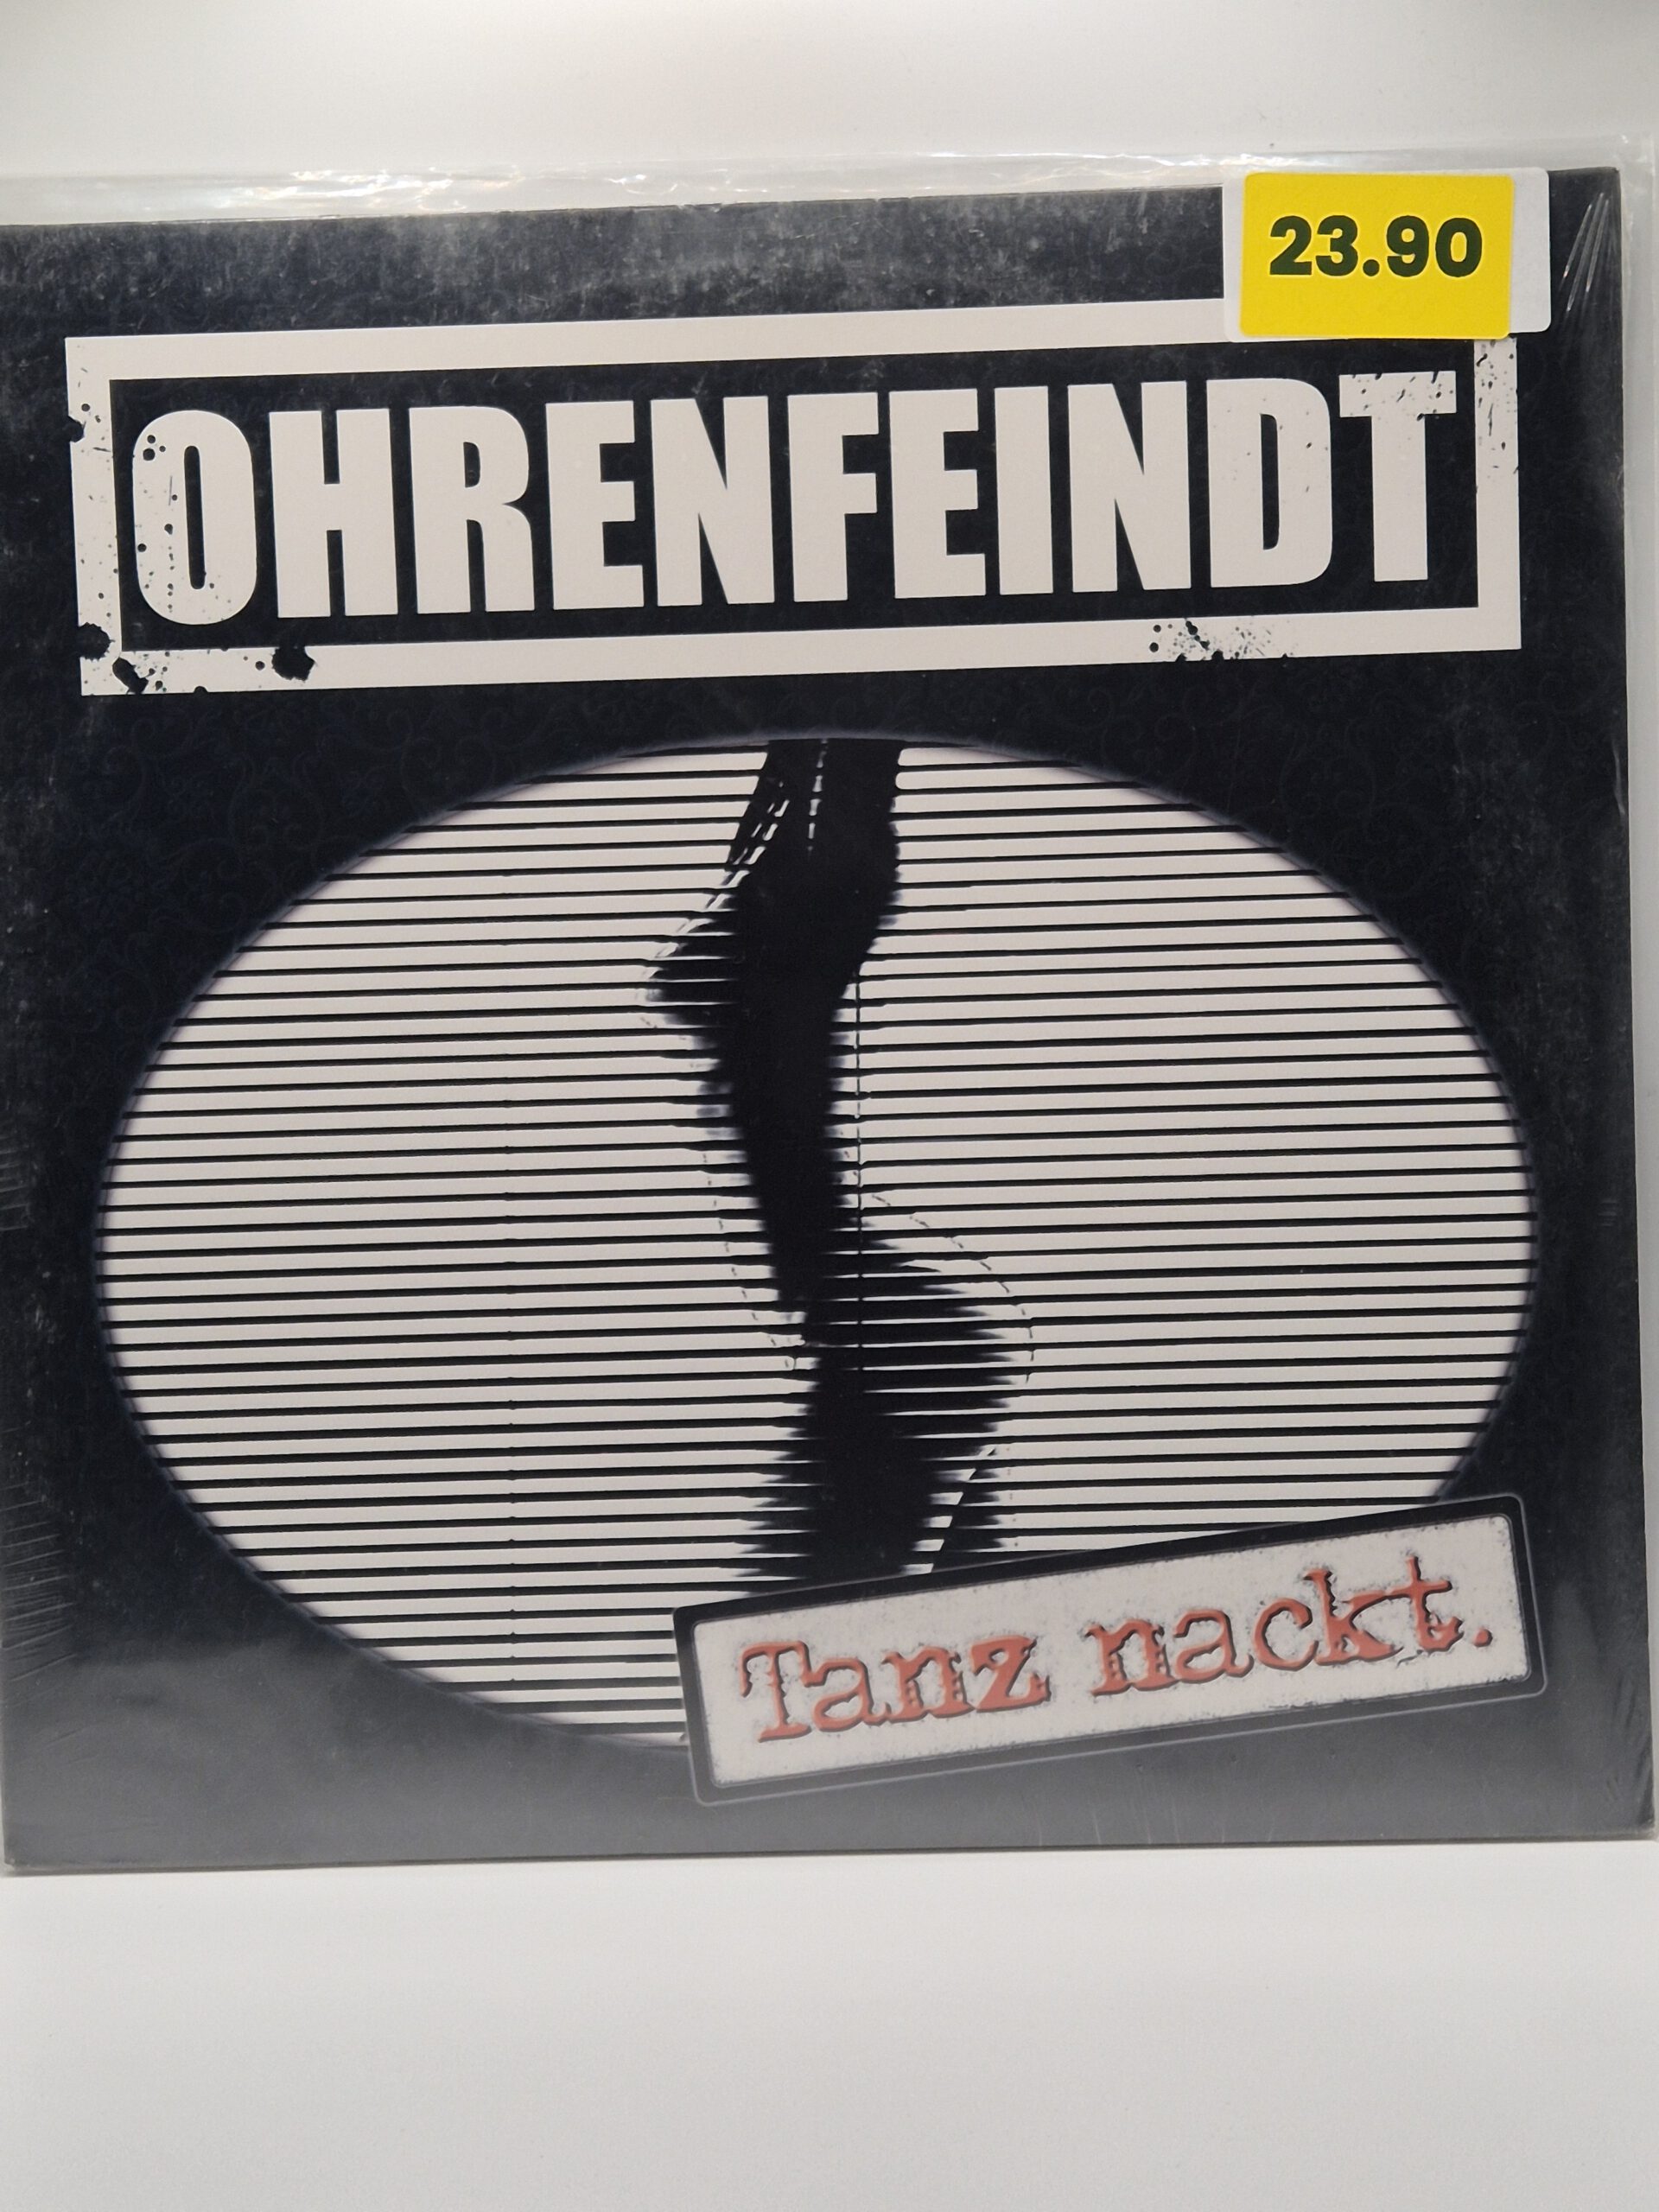 23.90
OHRENFEINDT
Tanz nackt.